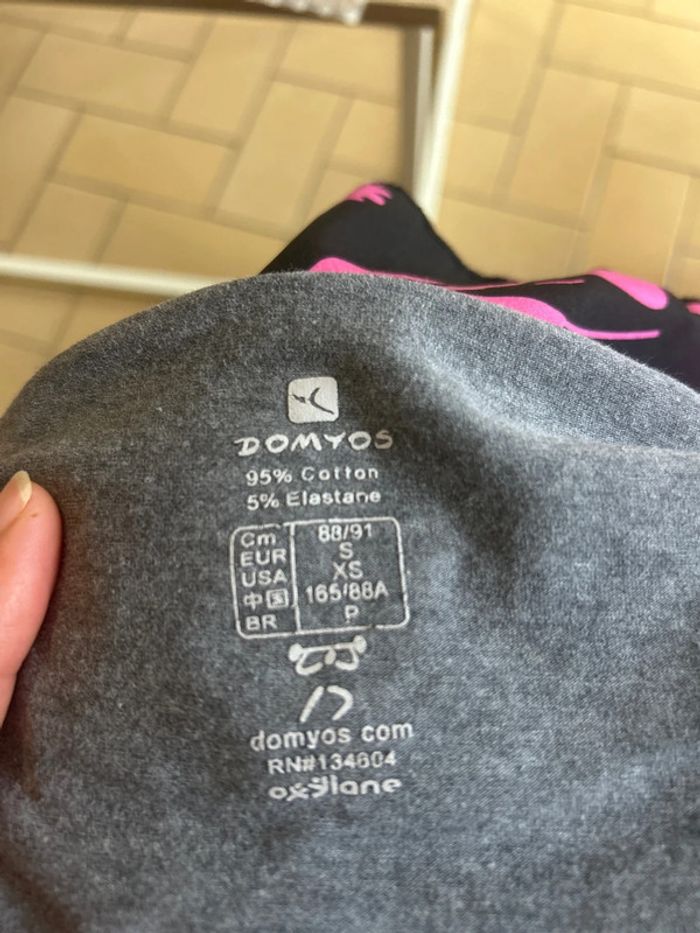 DOMYOS
95% Cotton
5% Elastane
Cm 88/91
EUR S
USA XS
中国 165/88A
BR P
domyos com
RN#134604
oxylane